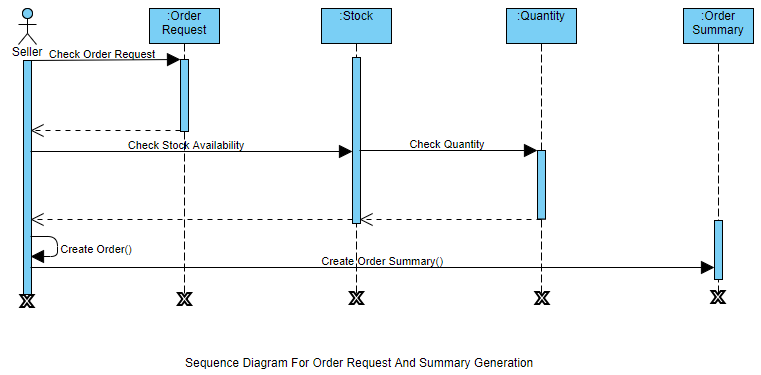 :Order
Request
:Stock
:Quantity
:Order
Summary
Seller
Check Order Request
Check Stock Availability
Check Quantity
Create Order()
Create Order Summary()
Sequence Diagram For Order Request And Summary Generation